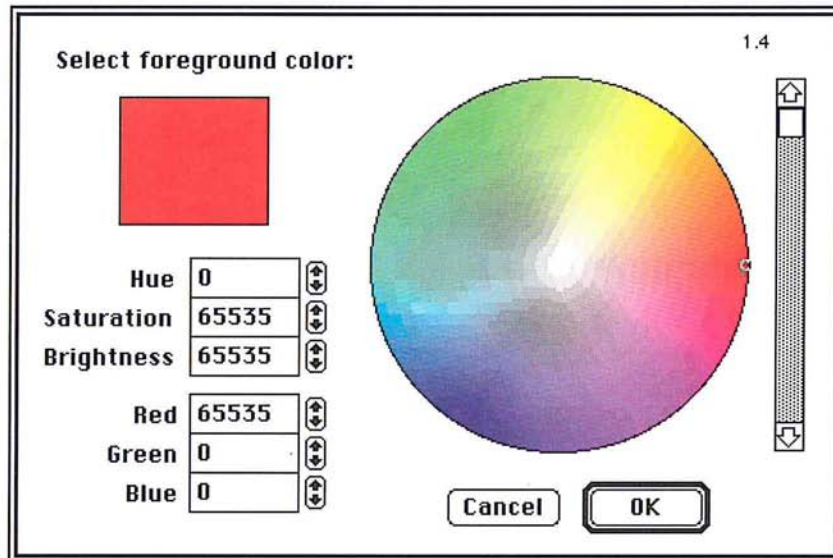 1.4
Select foreground color:
Hue 0
Saturation 65535
Brightness 65535
Red 65535
Green 0
Blue 0
Cancel OK